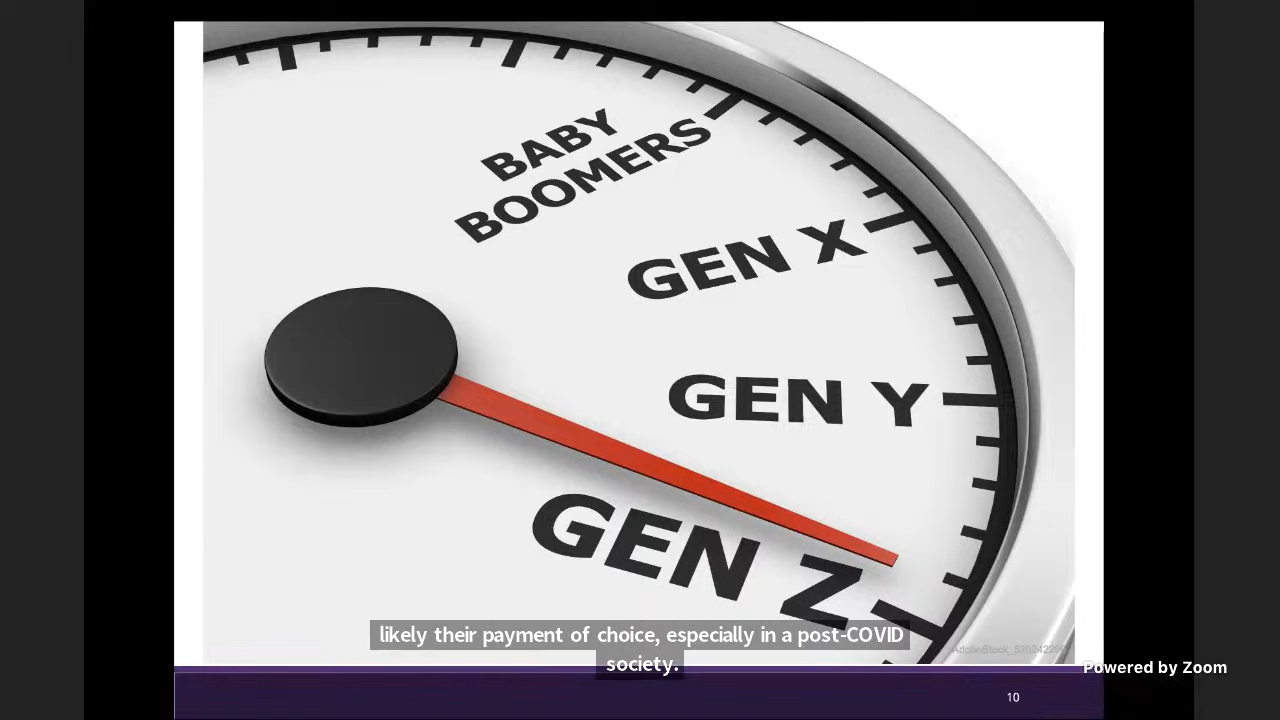 BABY
BOOMERS
GEN X
GEN Y
GEN Z
likely their payment of choice, especially in a post-COVID
society.
Powered by Zoom
10